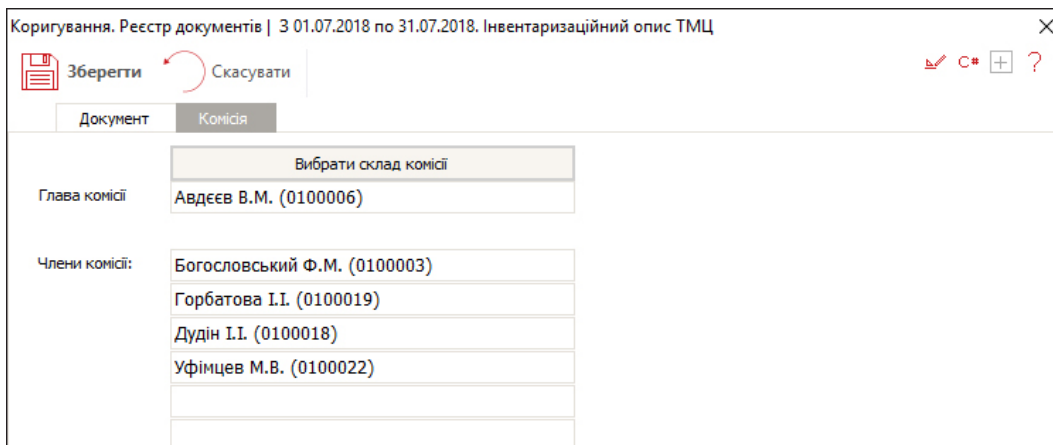 Коригування. Реєстр документів | З 01.07.2018 по 31.07.2018. Інвентаризаційний опис ТМЦ
Зберегти Скасувати C# ?
Документ Комісія
Вибрати склад комісії
Глава комісії Авдєєв В.М. (0100006)
Члени комісії: Богословський Ф.М. (0100003)
Горбатова І.І. (0100019)
Дудін І.І. (0100018)
Уфімцев М.В. (0100022)